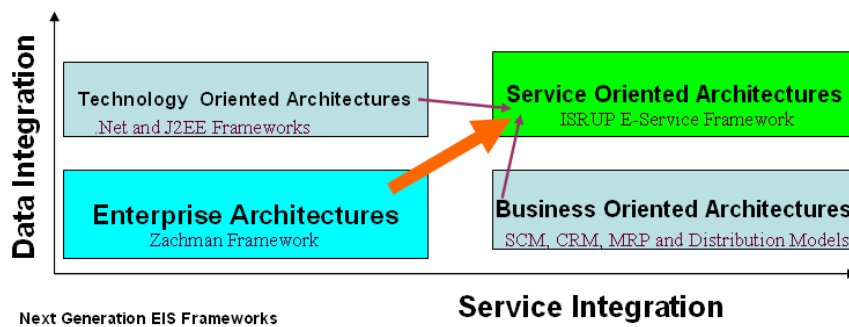 Data Integration
Technology Oriented Architectures
.Net and J2EE Frameworks
Service Oriented Architectures
ISRUP E-Service Framework
Enterprise Architectures
Zachman Framework
Business Oriented Architectures
SCM, CRM, MRP and Distribution Models
Service Integration
Next Generation EIS Frameworks